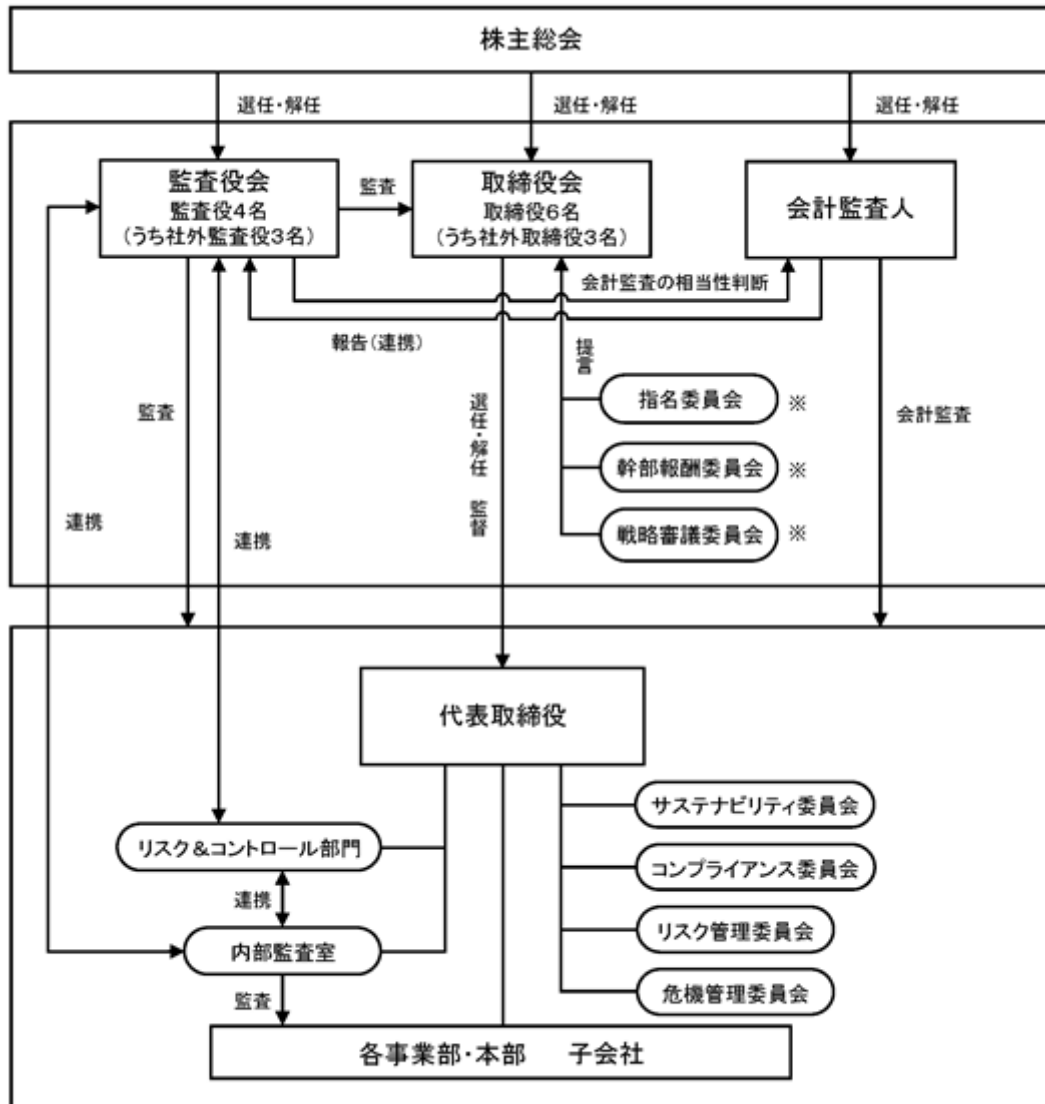 株主総会
選任・解任
選任・解任
選任・解任
監査役会
監査役4名
(うち社外監査役3名)
監査
取締役会
取締役6名
(うち社外取締役3名)
会計監査人
会計監査の相当性判断
報告(連携)
提言
指名委員会 ※
幹部報酬委員会 ※
戦略審議委員会 ※
監査
選任・解任 監督
会計監査
連携
連携
代表取締役
サステナビリティ委員会
コンプライアンス委員会
リスク管理委員会
危機管理委員会
リスク&コントロール部門
連携
内部監査室
監査
各事業部・本部 子会社